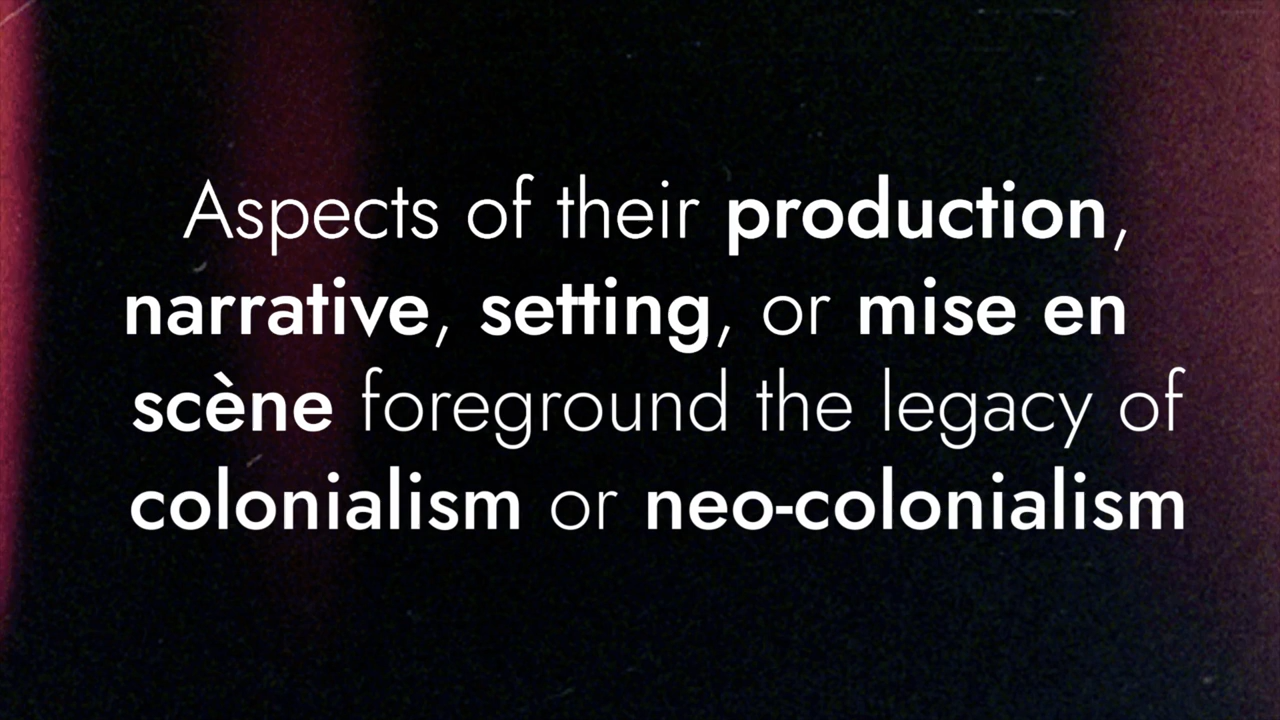 Aspects of their production,
narrative, setting, or mise en
scène foreground the legacy of
colonialism or neo-colonialism